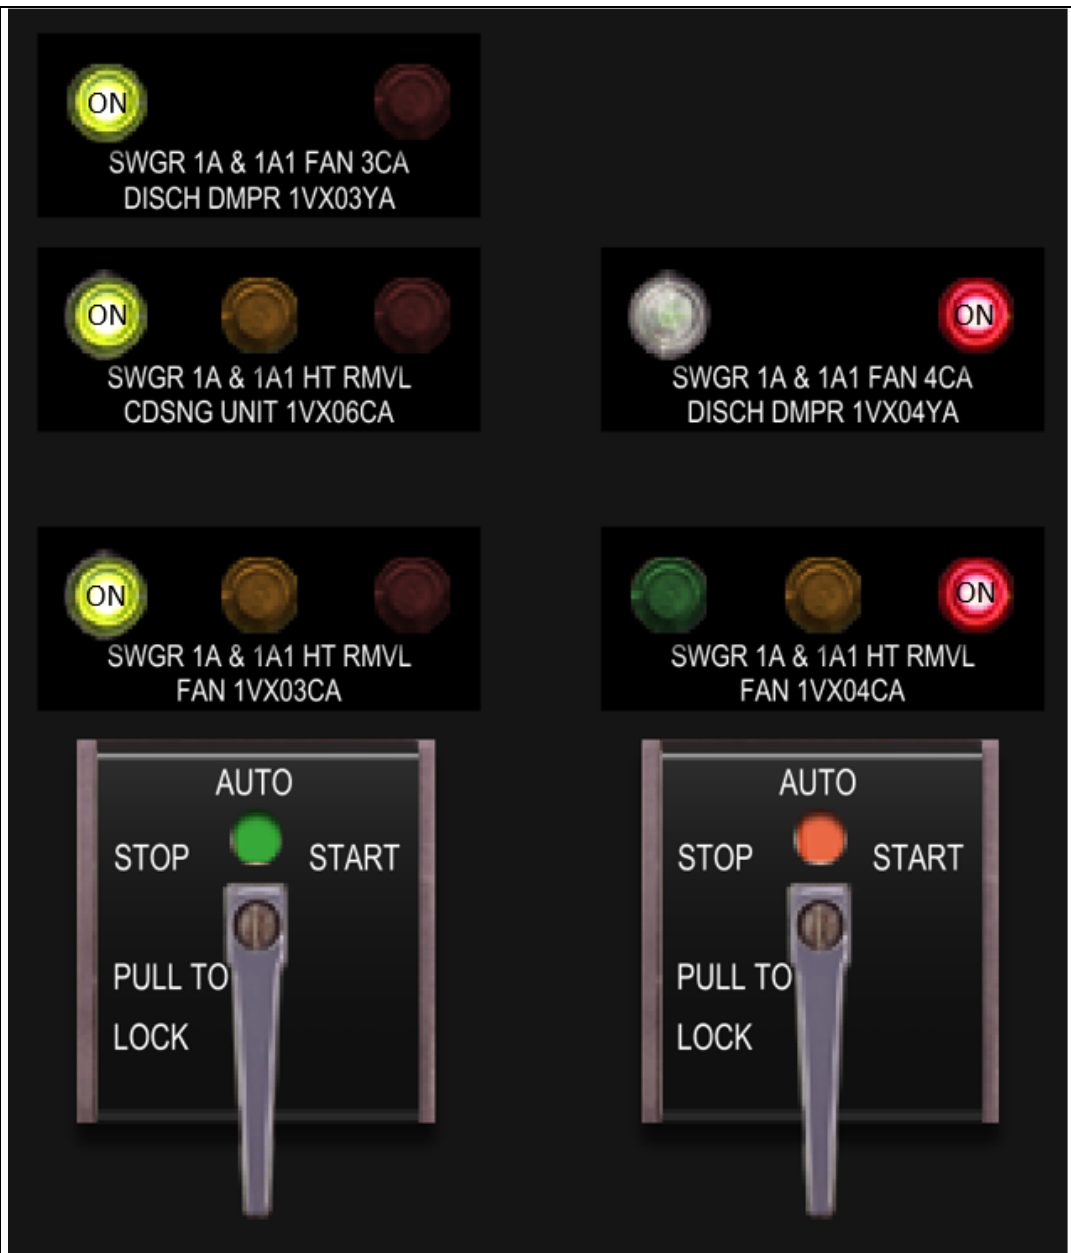 ON
SWGR 1A & 1A1 FAN 3CA
DISCH DMPR 1VX03YA
ON
SWGR 1A & 1A1 HT RMVL
CDSNG UNIT 1VX06CA
ON
SWGR 1A & 1A1 FAN 4CA
DISCH DMPR 1VX04YA
ON
SWGR 1A & 1A1 HT RMVL
FAN 1VX03CA
ON
SWGR 1A & 1A1 HT RMVL
FAN 1VX04CA
AUTO
STOP START
PULL TO
LOCK
AUTO
STOP START
PULL TO
LOCK